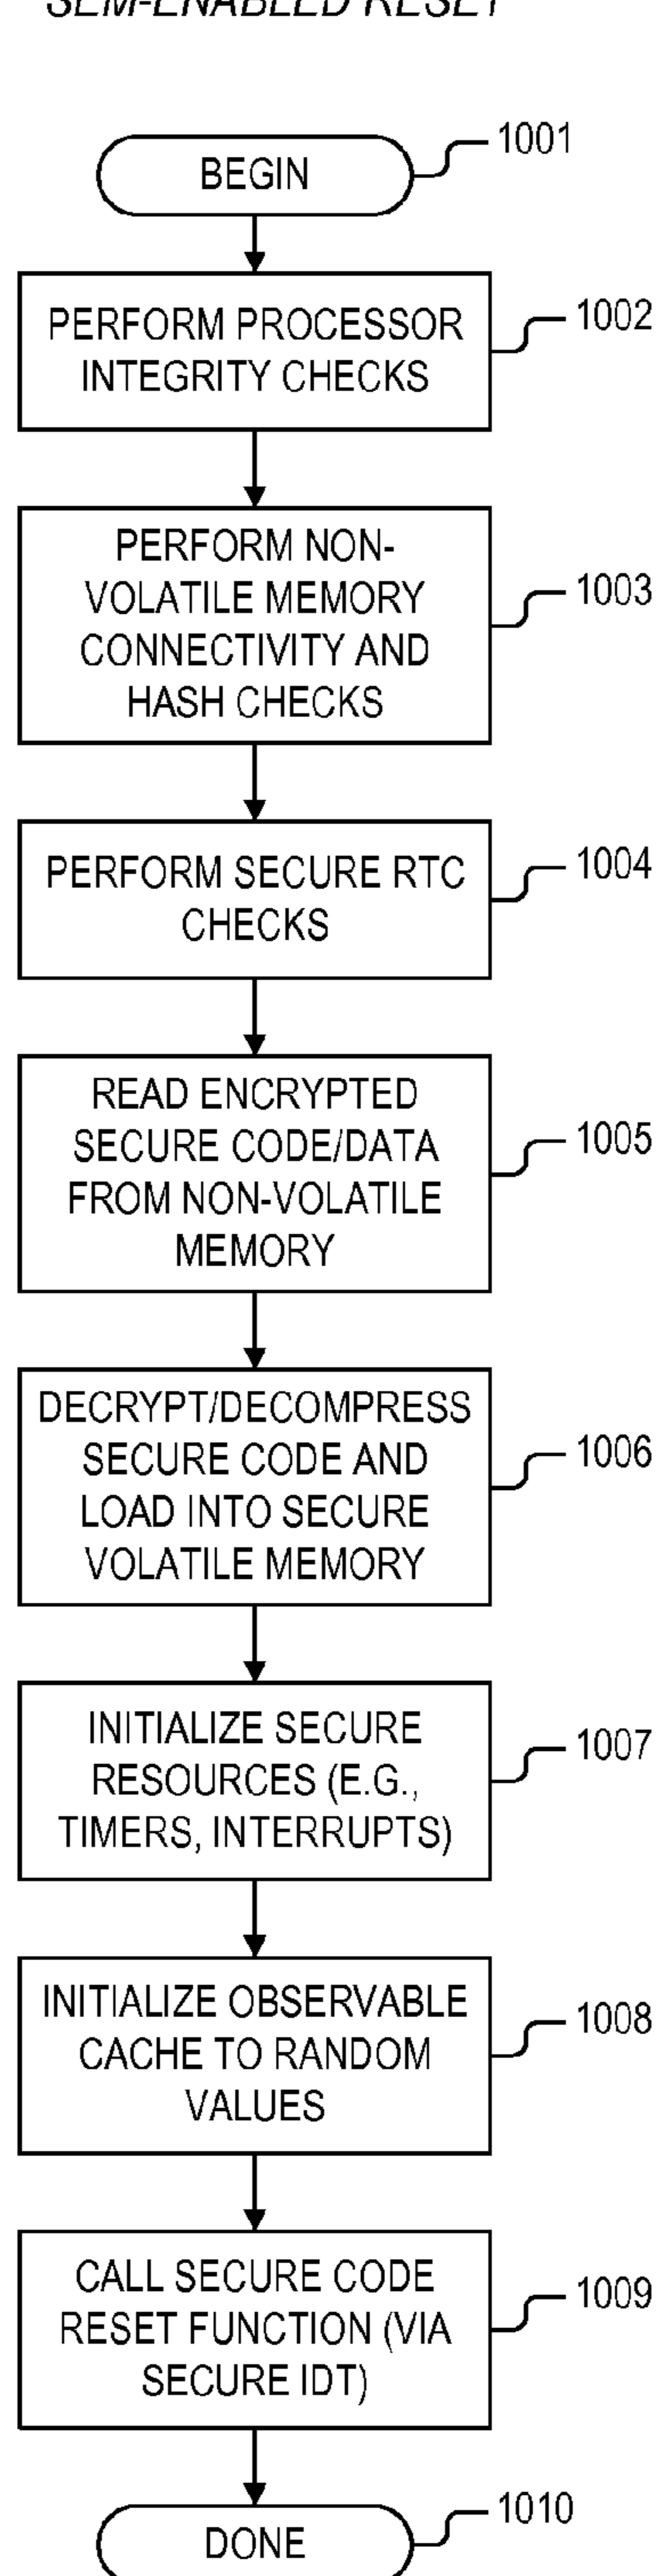 SEM-ENABLED RESET
BEGIN
1001
PERFORM PROCESSOR
INTEGRITY CHECKS
1002
PERFORM NON-
VOLATILE MEMORY
CONNECTIVITY AND
HASH CHECKS
1003
PERFORM SECURE RTC
CHECKS
1004
READ ENCRYPTED
SECURE CODE/DATA
FROM NON-VOLATILE
MEMORY
1005
DECRYPT/DECOMPRESS
SECURE CODE AND
LOAD INTO SECURE
VOLATILE MEMORY
1006
INITIALIZE SECURE
RESOURCES (E.G.,
TIMERS, INTERRUPTS)
1007
INITIALIZE OBSERVABLE
CACHE TO RANDOM
VALUES
1008
CALL SECURE CODE
RESET FUNCTION (VIA
SECURE IDT)
1009
DONE
1010